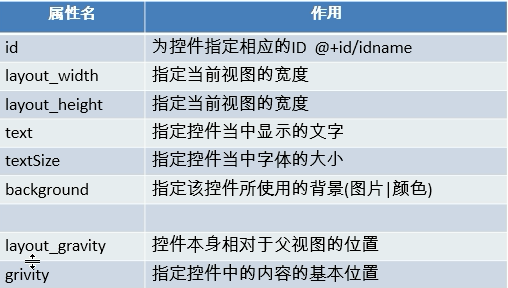 属性名 作用
id 为控件指定相应的ID @+id/idname
layout_width 指定当前视图的宽度
layout_height 指定当前视图的宽度
text 指定控件当中显示的文字
textSize 指定控件当中字体的大小
background 指定该控件所使用的背景(图片|颜色)
layout_gravity 控件本身相对于父视图的位置
grivity 指定控件中的内容的基本位置